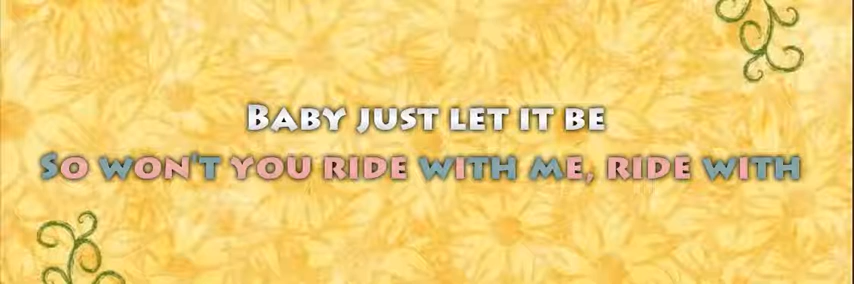 BABY JUST LET IT BE
SO WON'T YOU RIDE WITH ME, RIDE WITH